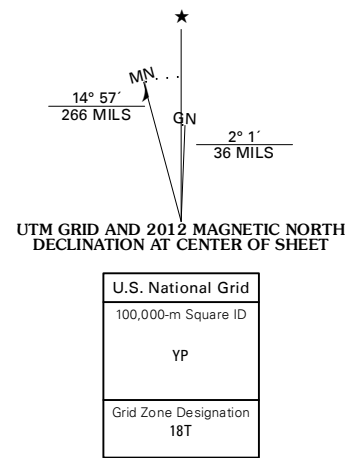 ★
MN
14° 57´
266 MILS
GN
2° 1´
36 MILS
UTM GRID AND 2012 MAGNETIC NORTH
DECLINATION AT CENTER OF SHEET
U.S. National Grid
100,000-m Square ID
YP
Grid Zone Designation
18T